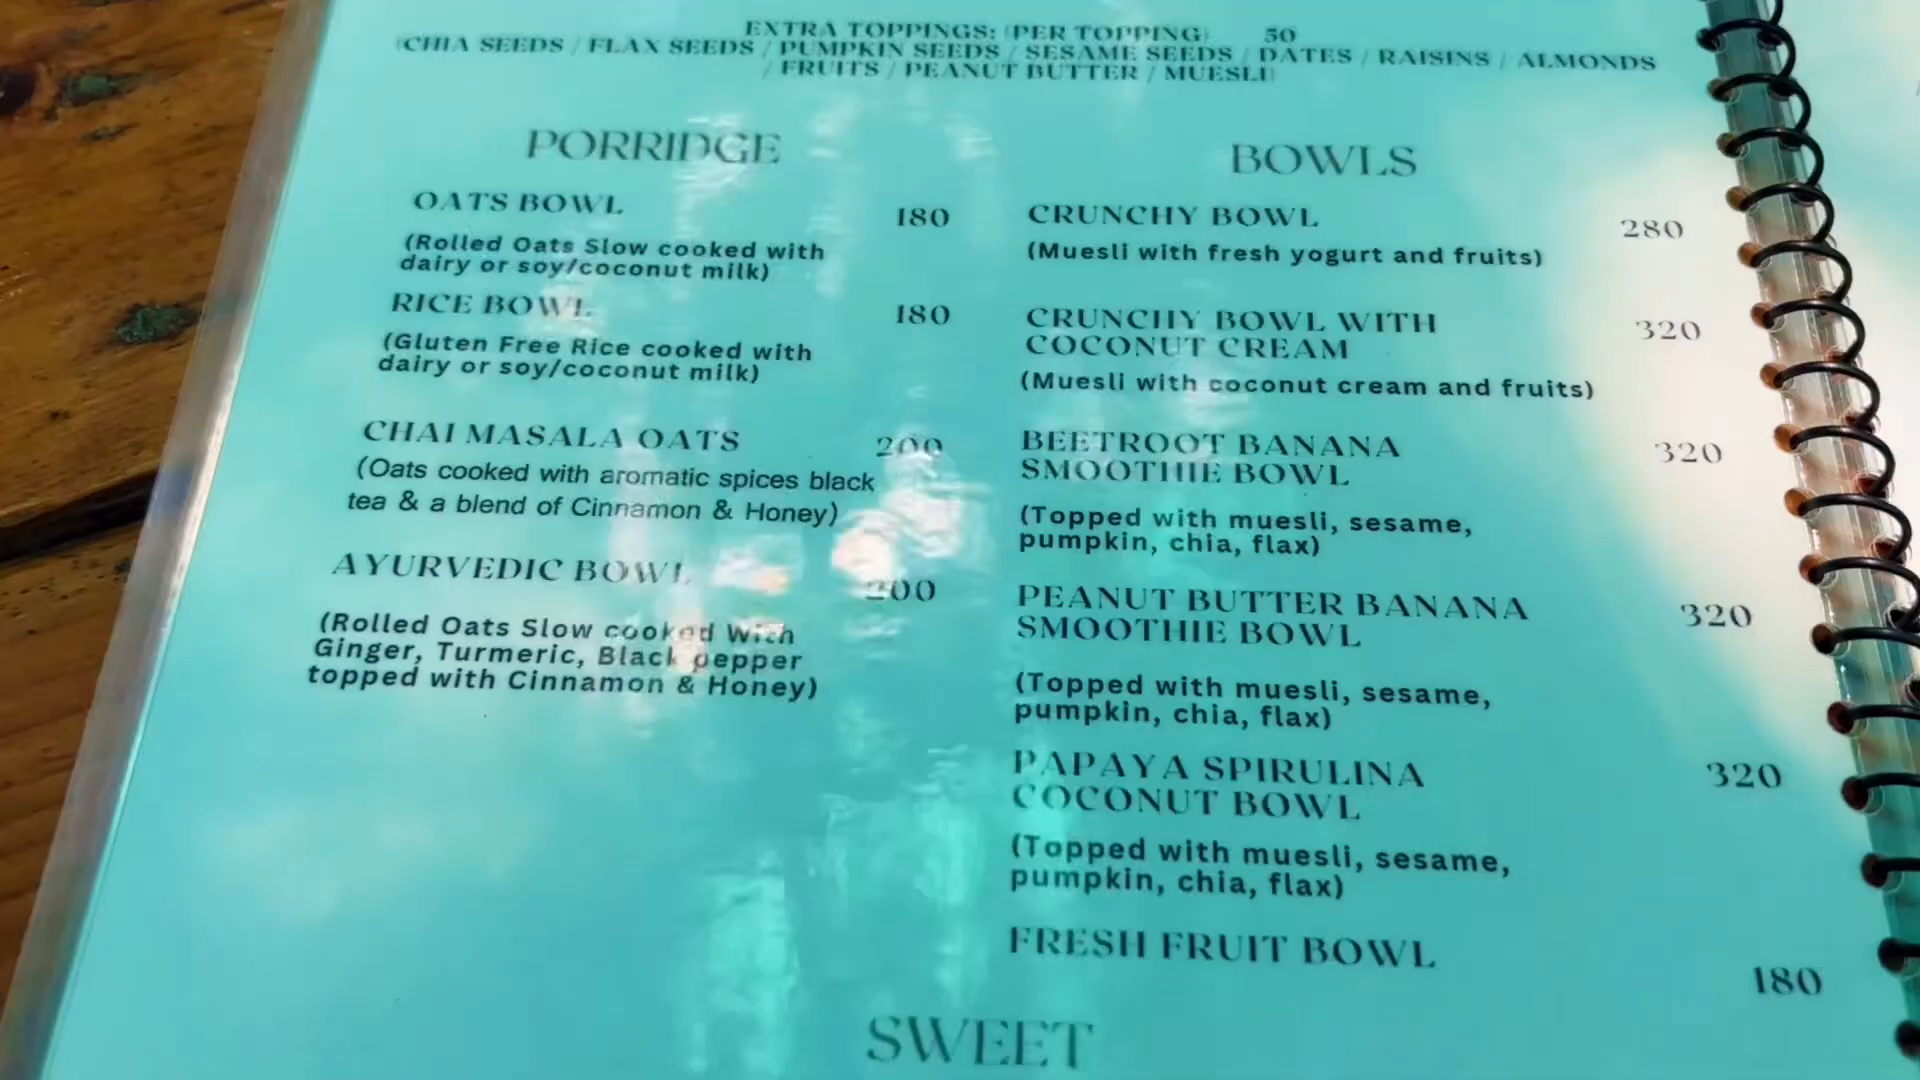 EXTRA TOPPINGS: (PER TOPPING) 50
(CHIA SEEDS / FLAX SEEDS / PUMPKIN SEEDS / SESAME SEEDS / DATES / RAISINS / ALMONDS
/ FRUITS / PEANUT BUTTER / MUESLI)
PORRIDGE
OATS BOWL 180
(Rolled Oats Slow cooked with
dairy or soy/coconut milk)
RICE BOWL 180
(Gluten Free Rice cooked with
dairy or soy/coconut milk)
CHAI MASALA OATS 200
(Oats cooked with aromatic spices black
tea & a blend of Cinnamon & Honey)
AYURVEDIC BOWL 200
(Rolled Oats Slow cooked With
Ginger, Turmeric, Black pepper
topped with Cinnamon & Honey)
BOWLS
CRUNCHY BOWL 280
(Muesli with fresh yogurt and fruits)
CRUNCHY BOWL WITH 320
COCONUT CREAM
(Muesli with coconut cream and fruits)
BEETROOT BANANA 320
SMOOTHIE BOWL
(Topped with muesli, sesame,
pumpkin, chia, flax)
PEANUT BUTTER BANANA 320
SMOOTHIE BOWL
(Topped with muesli, sesame,
pumpkin, chia, flax)
PAPAYA SPIRULINA 320
COCONUT BOWL
(Topped with muesli, sesame,
pumpkin, chia, flax)
FRESH FRUIT BOWL 180
SWEET